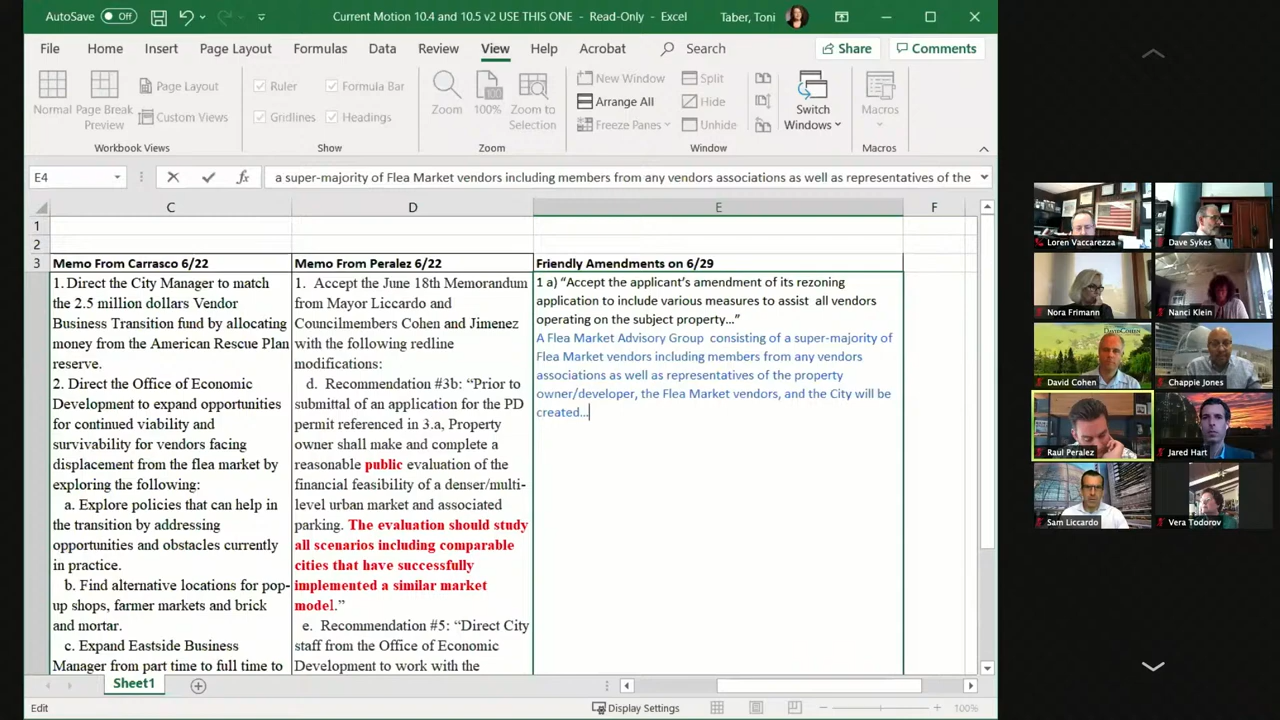 AutoSave Off Current Motion 10.4 and 10.5 v2 USE THIS ONE - Read-Only - Excel Taber, Toni
File Home Insert Page Layout Formulas Data Review View Help Acrobat Search Share Comments
Normal Page Break Preview Page Layout Custom Views
Workbook Views
Ruler Formula Bar
Gridlines Headings
Show
Zoom 100% Zoom to Selection
Zoom
New Window Split
Arrange All Hide
Freeze Panes Unhide
Switch Windows
Window
Macros
Macros
E4 fx a super-majority of Flea Market vendors including members from any vendors associations as well as representatives of the
C D E F
1
2
3 Memo From Carrasco 6/22 Memo From Peralez 6/22 Friendly Amendments on 6/29
1. Direct the City Manager to match
the 2.5 million dollars Vendor
Business Transition fund by allocating
money from the American Rescue Plan
reserve.
2. Direct the Office of Economic
Development to expand opportunities
for continued viability and
survivability for vendors facing
displacement from the flea market by
exploring the following:
a. Explore policies that can help in
the transition by addressing
opportunities and obstacles currently
in practice.
b. Find alternative locations for pop-
up shops, farmer markets and brick
and mortar.
c. Expand Eastside Business
Manager from part time to full time to
1. Accept the June 18th Memorandum
from Mayor Liccardo and
Councilmembers Cohen and Jimenez
with the following redline
modifications:
d. Recommendation #3b: “Prior to
submittal of an application for the PD
permit referenced in 3.a, Property
owner shall make and complete a
reasonable public evaluation of the
financial feasibility of a denser/multi-
level urban market and associated
parking. The evaluation should study
all scenarios including comparable
cities that have successfully
implemented a similar market
model.”
e. Recommendation #5: “Direct City
staff from the Office of Economic
Development to work with the
1 a) “Accept the applicant’s amendment of its rezoning
application to include various measures to assist all vendors
operating on the subject property…”
A Flea Market Advisory Group consisting of a super-majority of
Flea Market vendors including members from any vendors
associations as well as representatives of the property
owner/developer, the Flea Market vendors, and the City will be
created…
Sheet1
Edit Display Settings 100%
Loren Vaccarezza
Dave Sykes
Nora Frimann
Nanci Klein
David Cohen
Chappie Jones
Raul Peralez
Jared Hart
Sam Liccardo
Vera Todorov